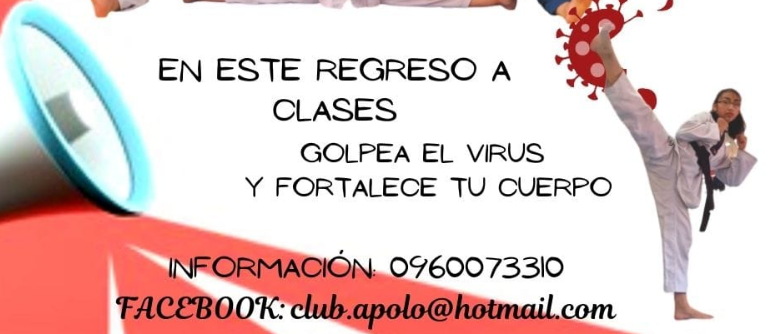 EN ESTE REGRESO A
CLASES
GOLPEA EL VIRUS
Y FORTALECE TU CUERPO
INFORMACIÓN: 0960073310
FACEBOOK: club.apolo@hotmail.com